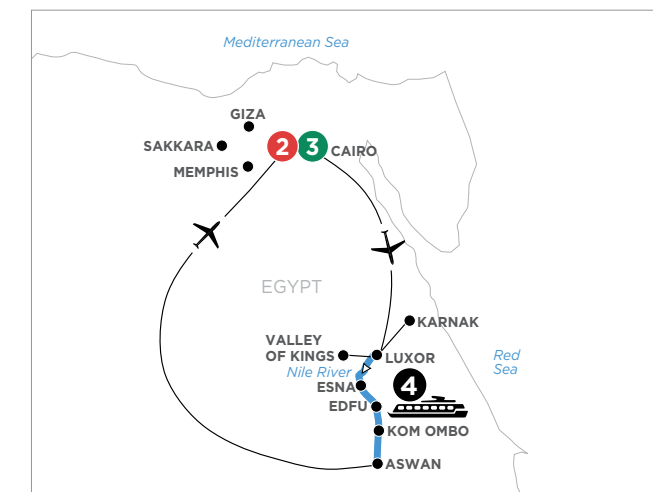 Mediterranean Sea
GIZA
SAKKARA
2
3
CAIRO
MEMPHIS
EGYPT
KARNAK
VALLEY
OF KINGS
LUXOR
Red
Sea
Nile River
ESNA
4
EDFU
KOM OMBO
ASWAN